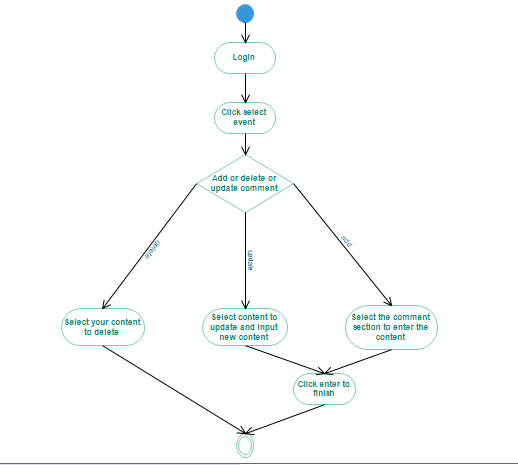 Login
Click select
event
Add or delete or
update comment
delete
update
add
Select your content
to delete
Select content to
update and input
new content
Select the comment
section to enter the
content
Click enter to
finish